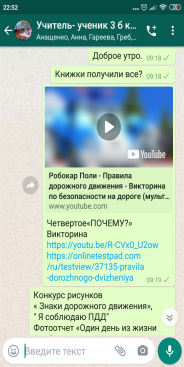 22:52
Учитель- ученик 3 б к...
Анащенко, Анна, Гареева, Греб,...
Доброе утро.
09:18
Книжки получили все?
09:18
YouTube
Робокар Поли - Правила
дорожного движения - Викторина
по безопасности на дороге (мульт...
www.youtube.com
Четвертое«ПОЧЕМУ?»
Викторина
https://youtu.be/R-CVx0_U2ow
https://onlinetestpad.com
/ru/testview/37135-pravila
-dorozhnogo-dvizheniya
09:19
Конкурс рисунков
« Знаки дорожного движения»,
" Я соблюдаю ПДД"
Фотоотчет «Один день из жизни
Введите текст